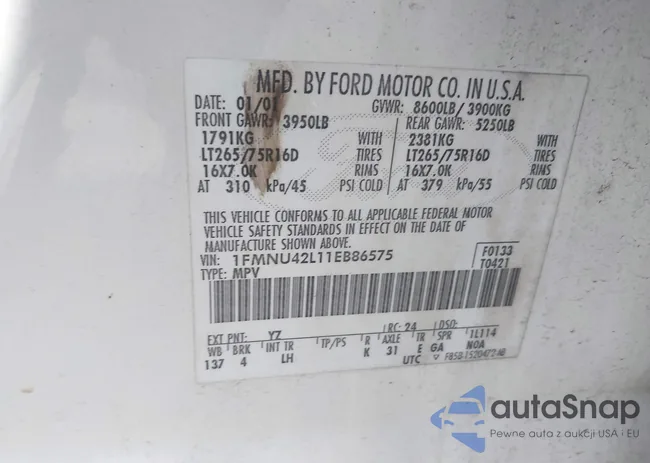 MFD. BY FORD MOTOR CO. IN U.S.A.
DATE: 01/01 GVWR: 8600LB/ 3900KG
FRONT GAWR: 3950LB REAR GAWR: 5250LB
1791KG WITH 2381KG WITH
LT265/75R16D TIRES LT265/75R16D TIRES
16X7.0K RIMS 16X7.0K RIMS
AT 310 kPa/45 PSI COLD AT 379 kPa/55 PSI COLD
THIS VEHICLE CONFORMS TO ALL APPLICABLE FEDERAL MOTOR
VEHICLE SAFETY STANDARDS IN EFFECT ON THE DATE OF
MANUFACTURE SHOWN ABOVE.
VIN: 1FMNU42L11EB86575 F0133
TYPE: MPV T0421
EXT PNT: Y7 RC: 24 DSO:
WB BRK INT TR TP/PS R AXLE TR SPR 1L114
137 4 LH K 31 E GA NOA
UTC
autaSnap
Pewne auta z aukcji USA i EU